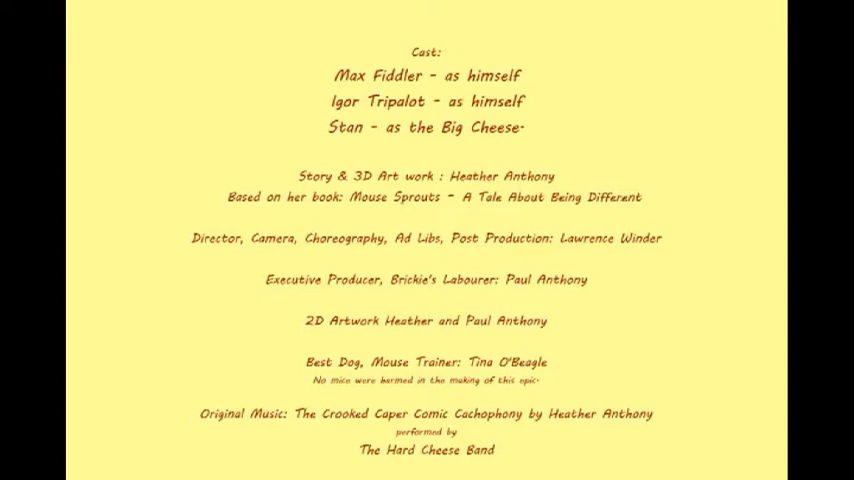 Cast:
Max Fiddler - as himself
Igor Tripalot - as himself
Stan - as the Big Cheese.
Story & 3D Art work : Heather Anthony
Based on her book: Mouse Sprouts - A Tale About Being Different
Director, Camera, Choreography, Ad Libs, Post Production: Lawrence Winder
Executive Producer, Brickie's Labourer: Paul Anthony
2D Artwork Heather and Paul Anthony
Best Dog, Mouse Trainer: Tina O'Beagle
No mice were harmed in the making of this epic.
Original Music: The Crooked Caper Comic Cachophony by Heather Anthony
performed by
The Hard Cheese Band